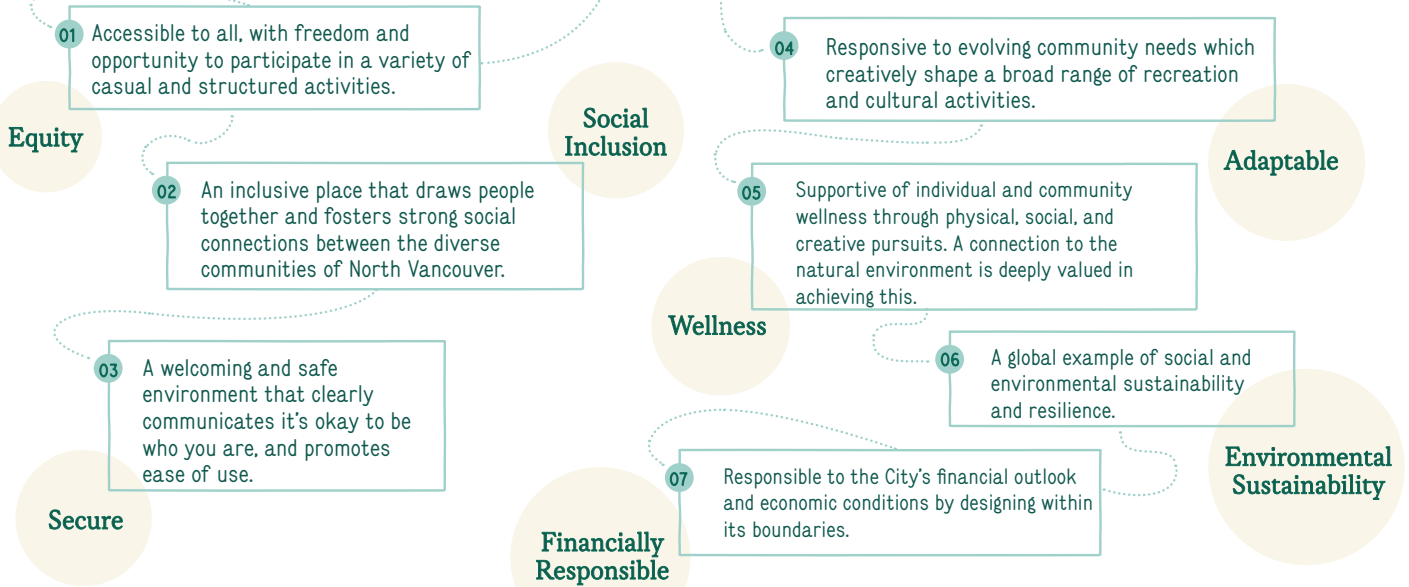 01
Accessible to all, with freedom and
opportunity to participate in a variety of
casual and structured activities.
Equity
02
An inclusive place that draws people
together and fosters strong social
connections between the diverse
communities of North Vancouver.
Social
Inclusion
03
A welcoming and safe
environment that clearly
communicates it's okay to be
who you are, and promotes
ease of use.
Secure
04
Responsive to evolving community needs which
creatively shape a broad range of recreation
and cultural activities.
Adaptable
05
Supportive of individual and community
wellness through physical, social, and
creative pursuits. A connection to the
natural environment is deeply valued in
achieving this.
Wellness
06
A global example of social and
environmental sustainability
and resilience.
Environmental
Sustainability
07
Responsible to the City's financial outlook
and economic conditions by designing within
its boundaries.
Financially
Responsible